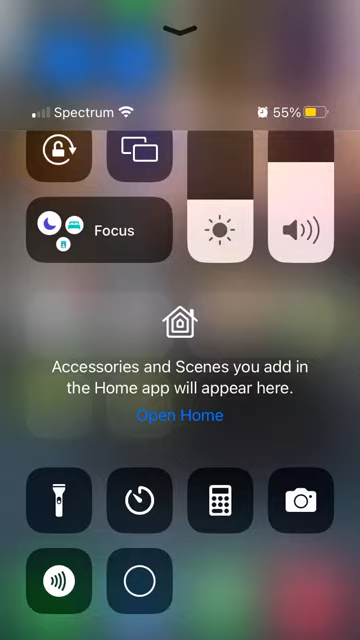 Spectrum
55%
Focus
Accessories and Scenes you add in
the Home app will appear here.
Open Home